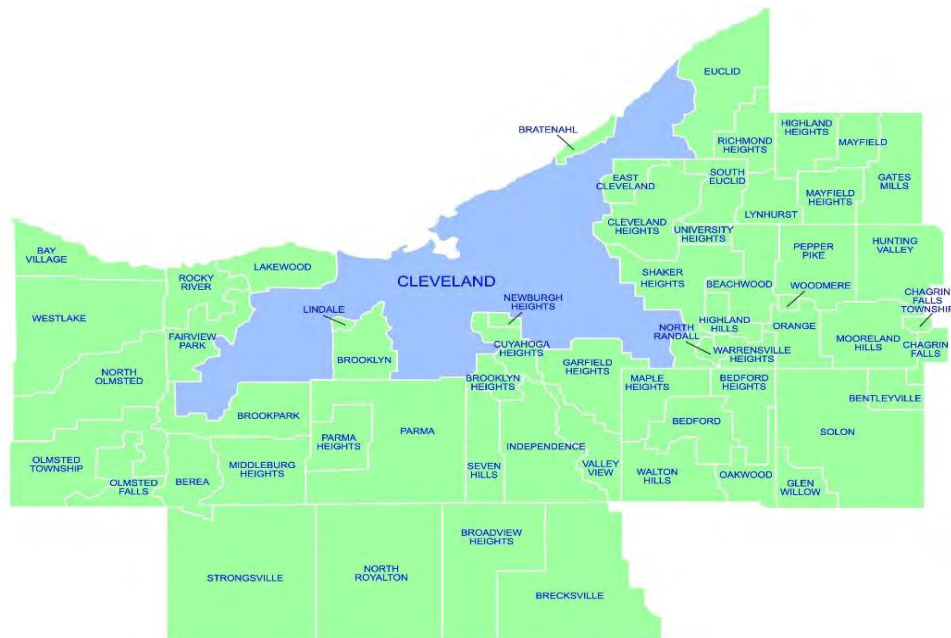 EUCLID
BRATENAHL
RICHMOND
HEIGHTS
HIGHLAND
HEIGHTS
MAYFIELD
EAST
CLEVELAND
SOUTH
EUCLID
GATES
MILLS
MAYFIELD
HEIGHTS
LYNHURST
CLEVELAND
HEIGHTS
UNIVERSITY
HEIGHTS
BAY
VILLAGE
ROCKY
RIVER
LAKEWOOD
CLEVELAND
SHAKER
HEIGHTS
BEACHWOOD
PEPPER
PIKE
HUNTING
VALLEY
WOODMERE
CHAGRIN
FALLS
TOWNSHIP
WESTLAKE
LINDALE
NEWBURGH
HEIGHTS
HIGHLAND
HILLS
NORTH
RANDALL
ORANGE
FAIRVIEW
PARK
BROOKLYN
CUYAHOGA
HEIGHTS
WARRENSVILLE
HEIGHTS
MOORELAND
HILLS
CHAGRIN
FALLS
NORTH
OLMSTED
BROOKLYN
HEIGHTS
GARFIELD
HEIGHTS
MAPLE
HEIGHTS
BEDFORD
HEIGHTS
BENTLEYVILLE
BROOKPARK
PARMA
HEIGHTS
PARMA
BEDFORD
SOLON
OLMSTED
TOWNSHIP
OLMSTED
FALLS
BEREA
MIDDLEBURG
HEIGHTS
SEVEN
HILLS
INDEPENDENCE
VALLEY
VIEW
WALTON
HILLS
OAKWOOD
GLEN
WILLOW
STRONGSVILLE
NORTH
ROYALTON
BROADVIEW
HEIGHTS
BRECKSVILLE